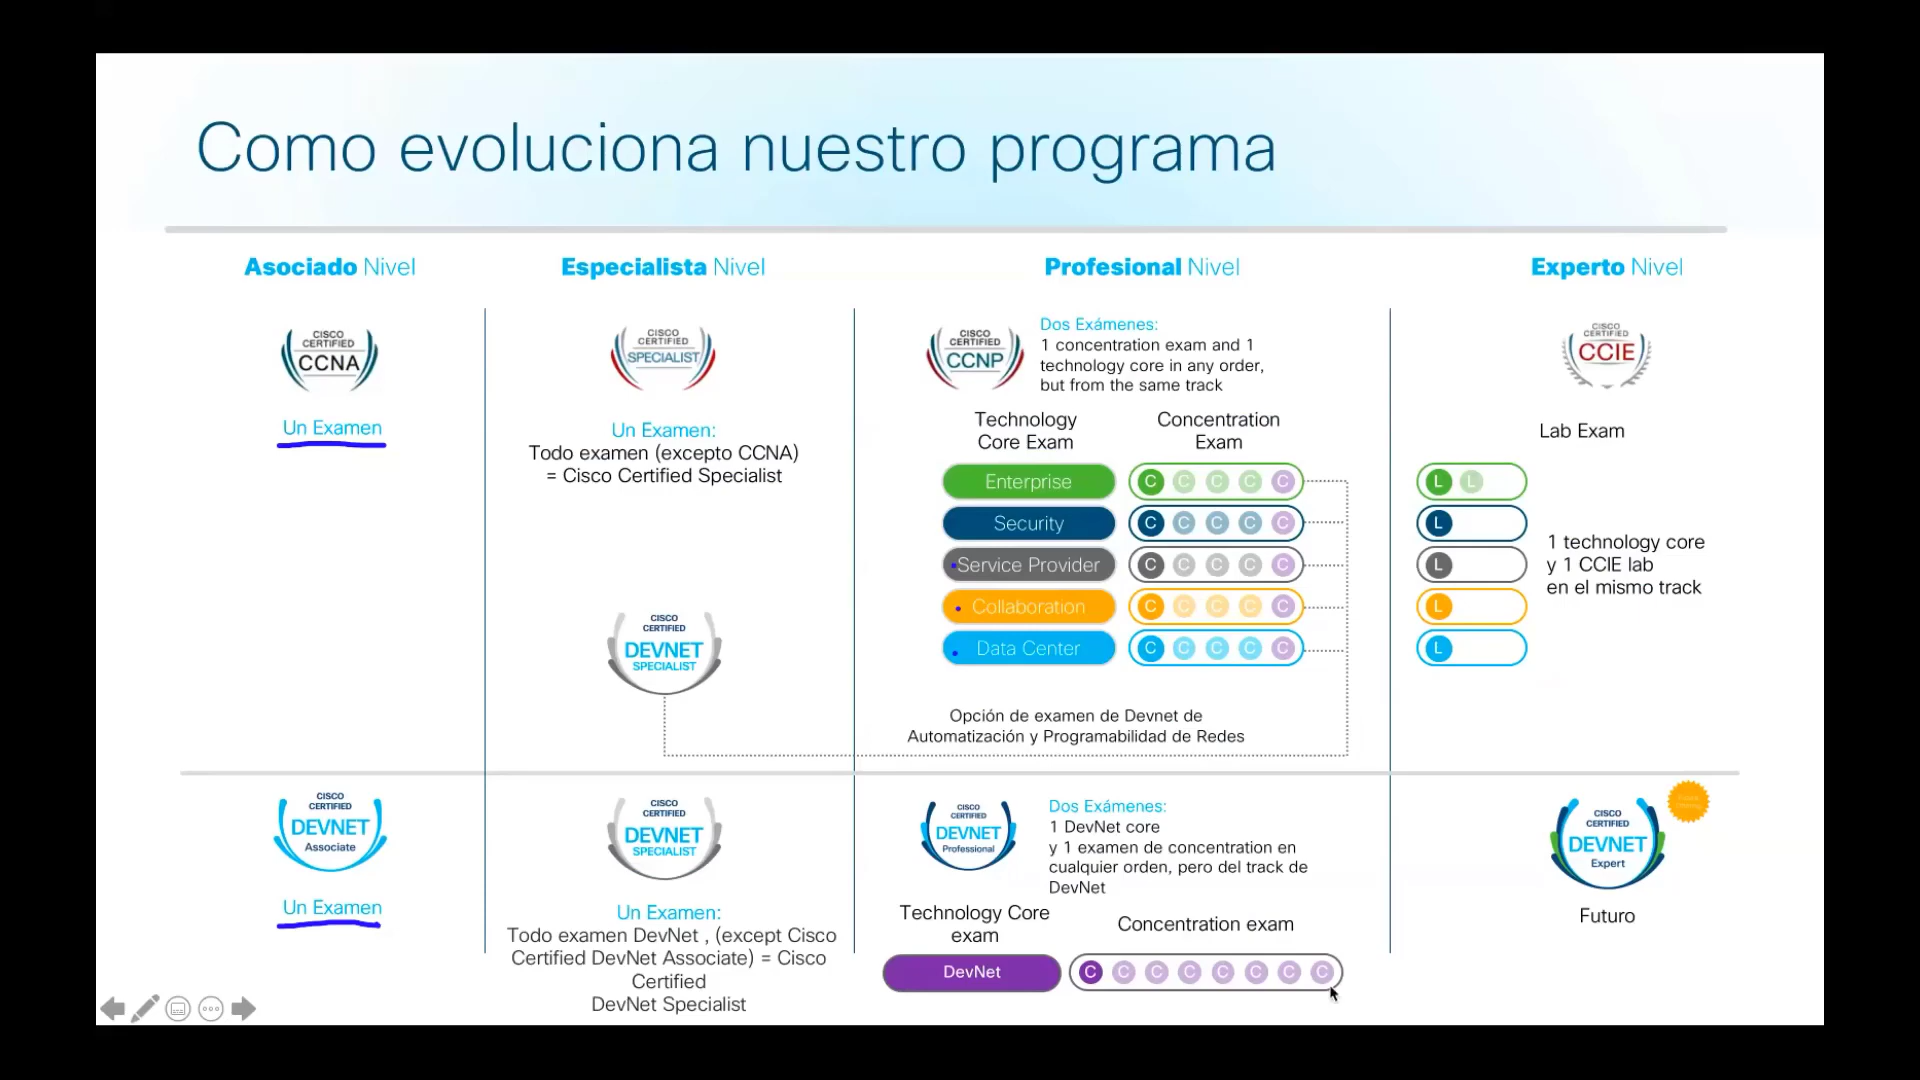 Como evoluciona nuestro programa
Asociado Nivel
Especialista Nivel
Profesional Nivel
Experto Nivel
CISCO
CERTIFIED
CCNA
Un Examen
CISCO
CERTIFIED
SPECIALIST
Un Examen:
Todo examen (excepto CCNA)
= Cisco Certified Specialist
CISCO
CERTIFIED
DEVNET
SPECIALIST
CISCO
CERTIFIED
CCNP
Dos Exámenes:
1 concentration exam and 1
technology core in any order,
but from the same track
Technology
Core Exam
Concentration
Exam
Enterprise
C C C C C
Security
C C C C C
Service Provider
C C C C C
Collaboration
C C C C C
Data Center
C C C C C
Opción de examen de Devnet de
Automatización y Programabilidad de Redes
CISCO
CERTIFIED
CCIE
Lab Exam
L L
L
L
L
L
1 technology core
y 1 CCIE lab
en el mismo track
CISCO
CERTIFIED
DEVNET
Associate
Un Examen
CISCO
CERTIFIED
DEVNET
SPECIALIST
Un Examen:
Todo examen DevNet , (except Cisco
Certified DevNet Associate) = Cisco
Certified
DevNet Specialist
CISCO
CERTIFIED
DEVNET
Professional
Dos Exámenes:
1 DevNet core
y 1 examen de concentración en
cualquier orden, pero del track de
DevNet
Technology Core
exam
Concentration exam
DevNet
C C C C C C C C
CISCO
CERTIFIED
DEVNET
Expert
Futuro